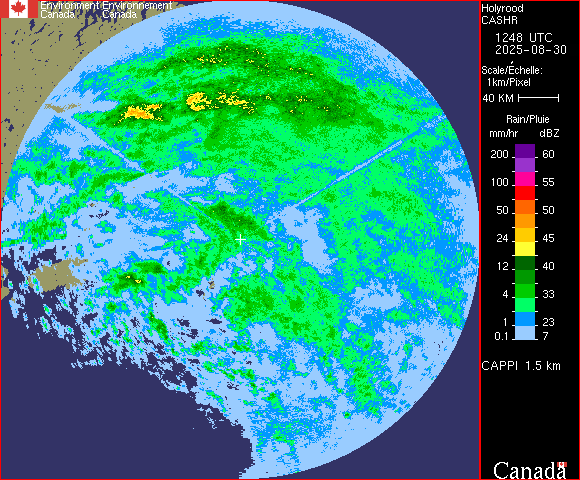 Environment Environnement
Canada Canada
Holyrood
CASHR
1248 UTC
2025-08-30
Scale/Échelle:
1km/Pixel
40 KM
Rain/Pluie
mm/hr dBZ
200 60
100 55
50 50
24 45
12 40
4 33
1 23
0.1 7
CAPPI 1.5 km
Canada